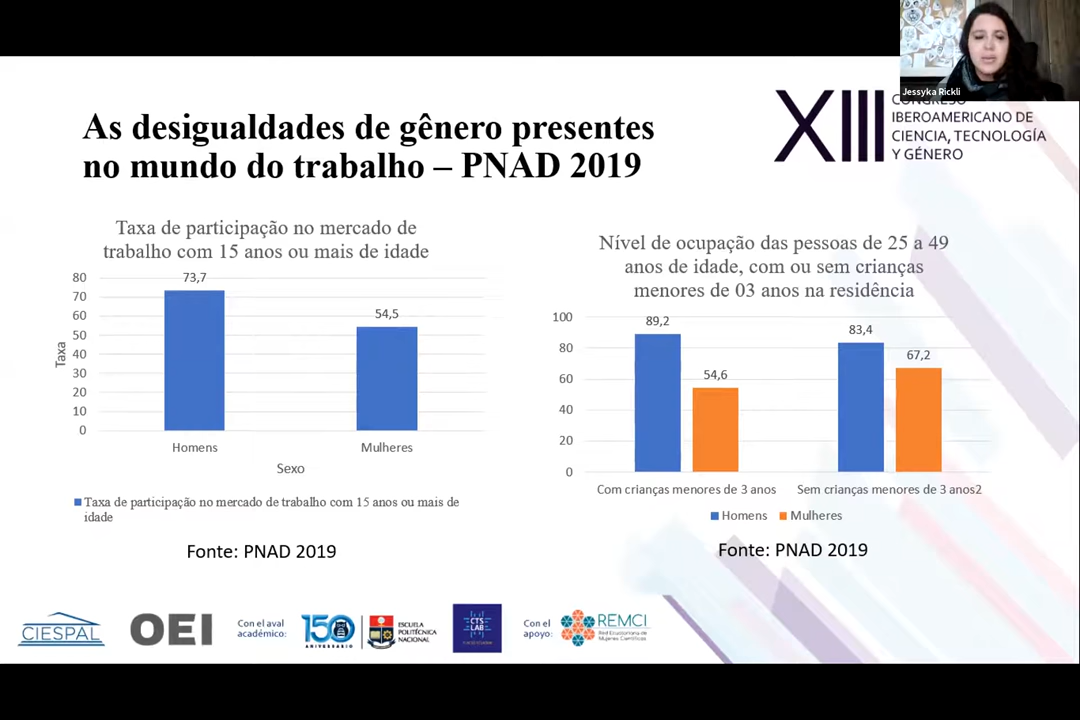 Jessyka Rickli
XIII
CONGRESO
IBEROAMERICANO DE
CIENCIA, TECNOLOGÍA
Y GÉNERO
As desigualdades de gênero presentes
no mundo do trabalho – PNAD 2019
Taxa de participação no mercado de
trabalho com 15 anos ou mais de idade
80
70
60
50
40
30
20
10
0
Taxa
73,7
54,5
Homens
Mulheres
Sexo
Taxa de participação no mercado de trabalho com 15 anos ou mais de
idade
Fonte: PNAD 2019
Nível de ocupação das pessoas de 25 a 49
anos de idade, com ou sem crianças
menores de 03 anos na residência
100
80
60
40
20
0
89,2
54,6
83,4
67,2
Com crianças menores de 3 anos
Sem crianças menores de 3 anos2
Homens
Mulheres
Fonte: PNAD 2019
CIESPAL
OEI
Con el aval
académico:
150
ANIVERSARIO
ESCUELA
POLITÉCNICA
NACIONAL
CTS
LAB
Con el
apoyo:
REMCI
Red Ecuatoriana de
Mujeres Científicas